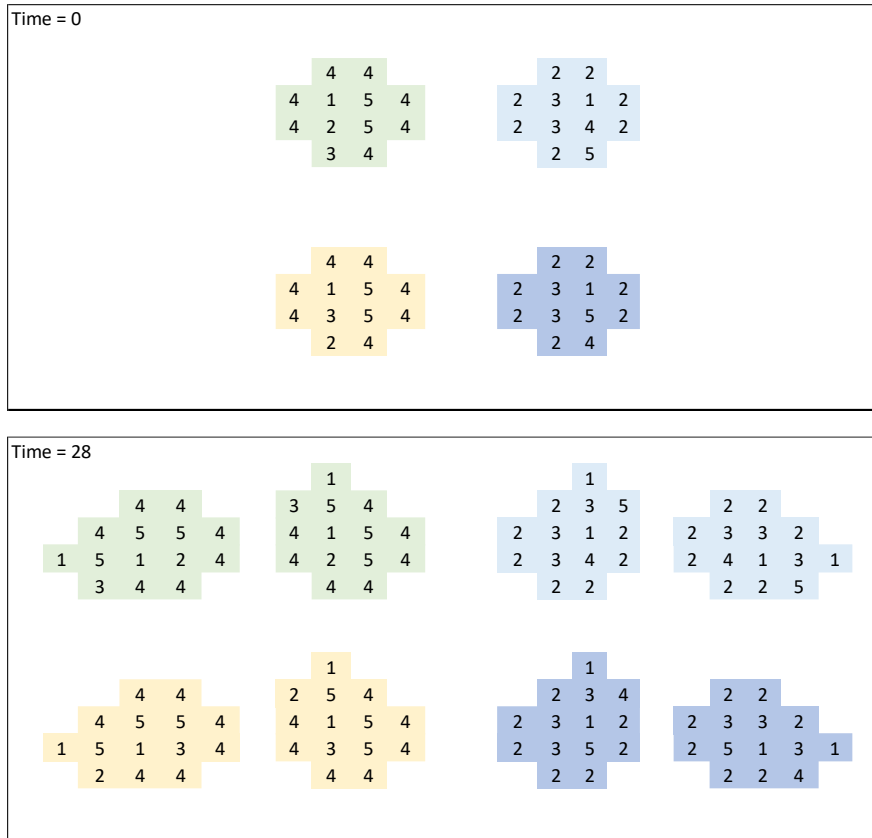 Time = 0
4 4 2 2
4 1 5 4 2 3 1 2
4 2 5 4 2 3 4 2
3 4 2 5
4 4 2 2
4 1 5 4 2 3 1 2
4 3 5 4 2 3 5 2
2 4 2 4
Time = 28
1 1
4 4 3 5 4 2 3 5 2 2
4 5 5 4 4 1 5 4 2 3 1 2 2 3 3 2
1 5 1 2 4 4 2 5 4 2 3 4 2 2 4 1 3 1
3 4 4 4 4 2 2 2 2 5
1 1
4 4 2 5 4 2 3 4 2 2
4 5 5 4 4 1 5 4 2 3 1 2 2 3 3 2
1 5 1 3 4 4 3 5 4 2 3 5 2 2 5 1 3 1
2 4 4 4 4 2 2 2 2 4